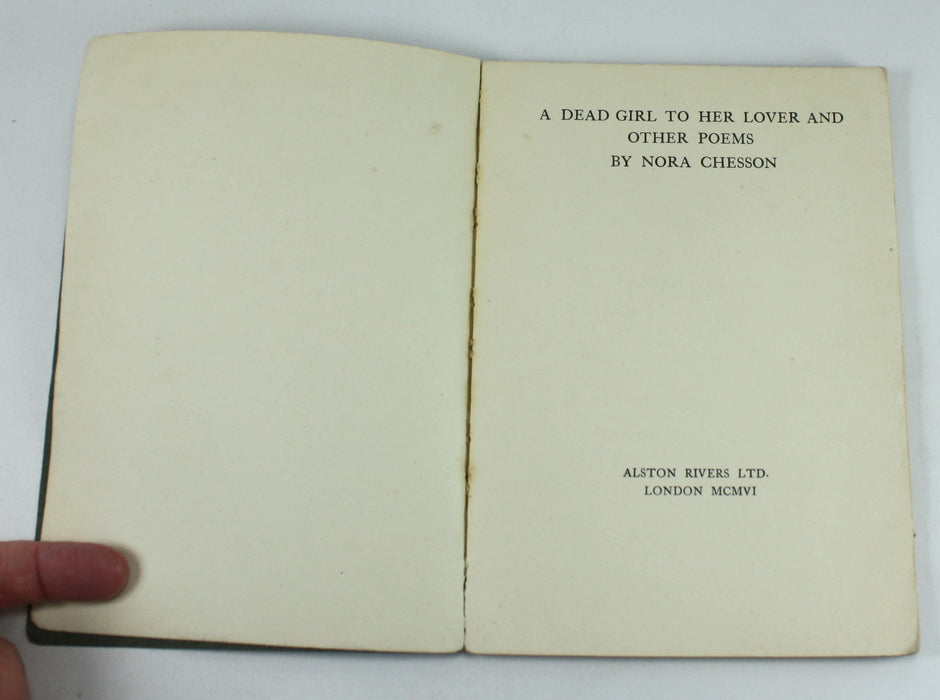 A DEAD GIRL TO HER LOVER AND
OTHER POEMS
BY NORA CHESSON
ALSTON RIVERS LTD.
LONDON MCMVI